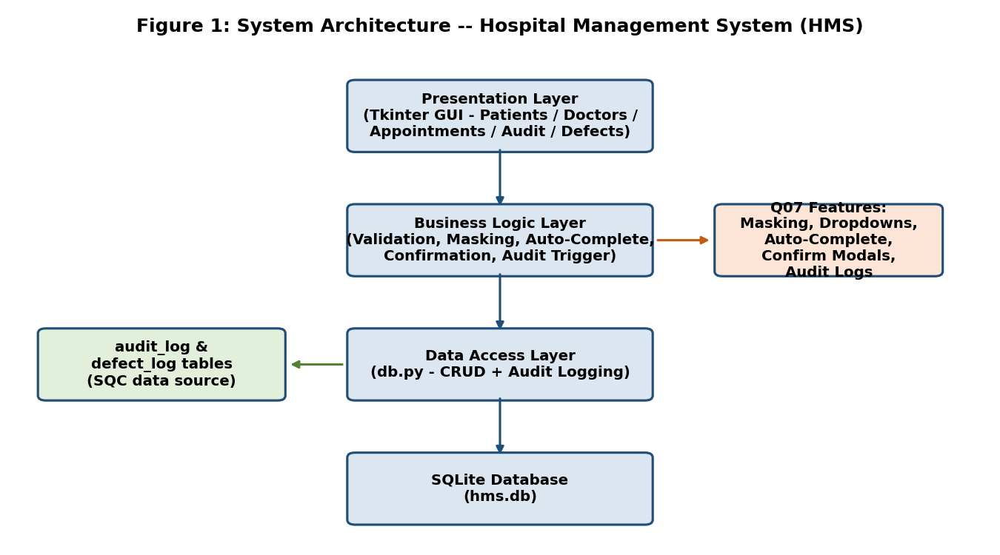 Figure 1: System Architecture -- Hospital Management System (HMS)
Presentation Layer
(Tkinter GUI - Patients / Doctors /
Appointments / Audit / Defects)
Business Logic Layer
(Validation, Masking, Auto-Complete,
Confirmation, Audit Trigger)
Q07 Features:
Masking, Dropdowns,
Auto-Complete,
Confirm Modals,
Audit Logs
audit_log &
defect_log tables
(SQC data source)
Data Access Layer
(db.py - CRUD + Audit Logging)
SQLite Database
(hms.db)